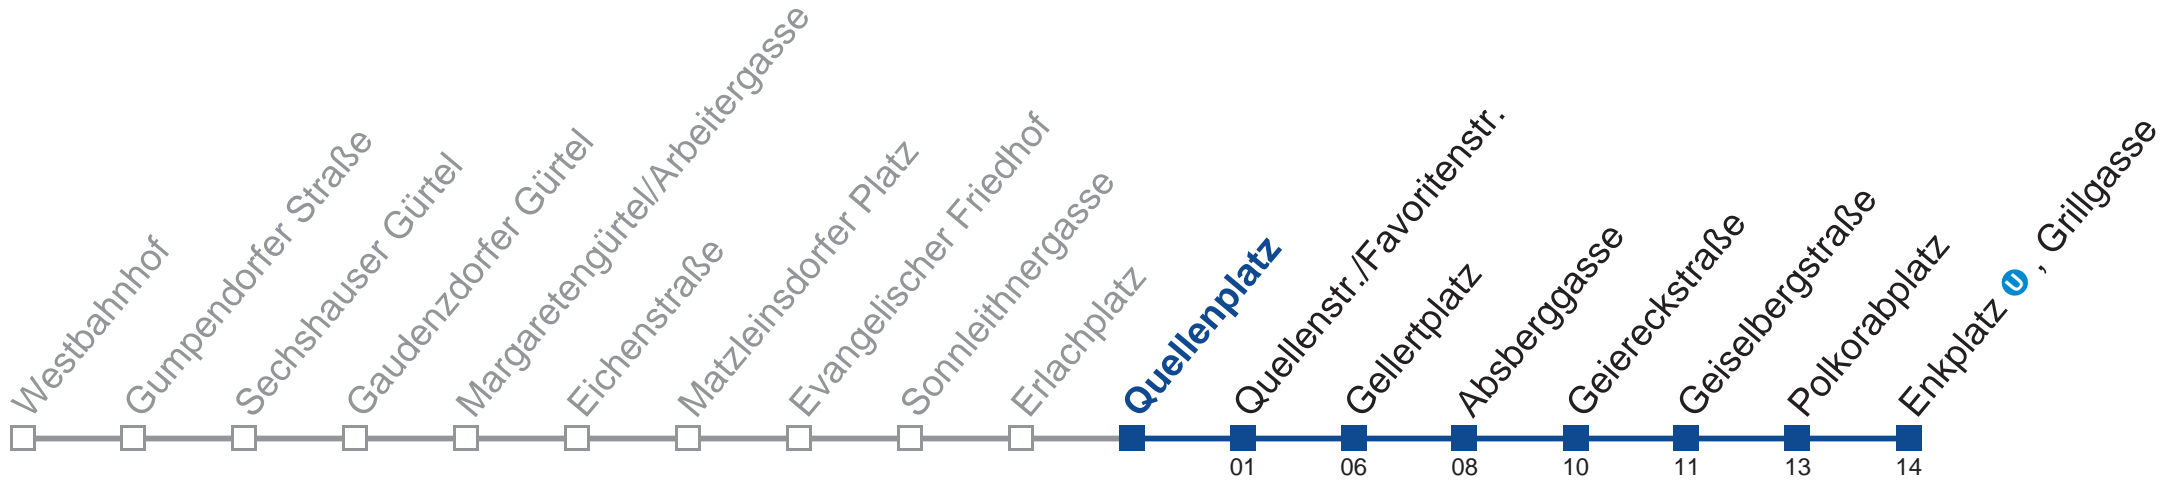 Westbahnhof
Gumpendorfer Straße
Sechshauser Gürtel
Gaudenzdorfer Gürtel
Margaretengürtel/Arbeitergasse
Eichenstraße
Matzleinsdorfer Platz
Evangelischer Friedhof
Sonnleithnergasse
Erlachplatz
Quellenplatz
Quellenstr./Favoritenstr.
Gellertplatz
Absberggasse
Geiereckstraße
Geiselbergstraße
Polkorabplatz
Enkplatz U , Grillgasse
01 06 08 10 11 13 14